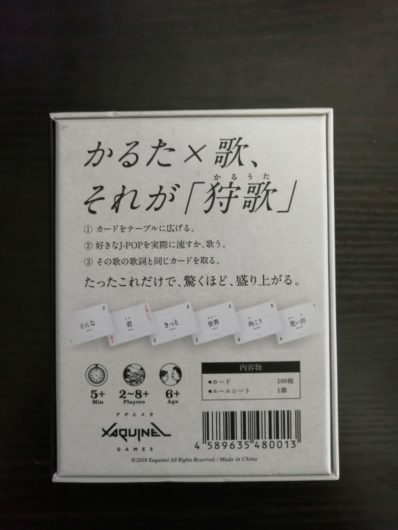 かるた×歌、
かるうた
それが「狩歌」
① カードをテーブルに広げる。
② 好きなJ-POPを実際に流すか、歌う。
③ その歌の歌詞と同じカードを取る。
たったこれだけで、驚くほど、盛り上がる。
そんな
君
きっと
世界
向こう
思い出
5+
Min.
2~8+
Players
6+
Age
内容物
●カード 100枚
●ルールシート 1部
XAQUINEL
GAMES
4 589635 480013
©2018 Xaquinel All Rights Reserved. / Made in China